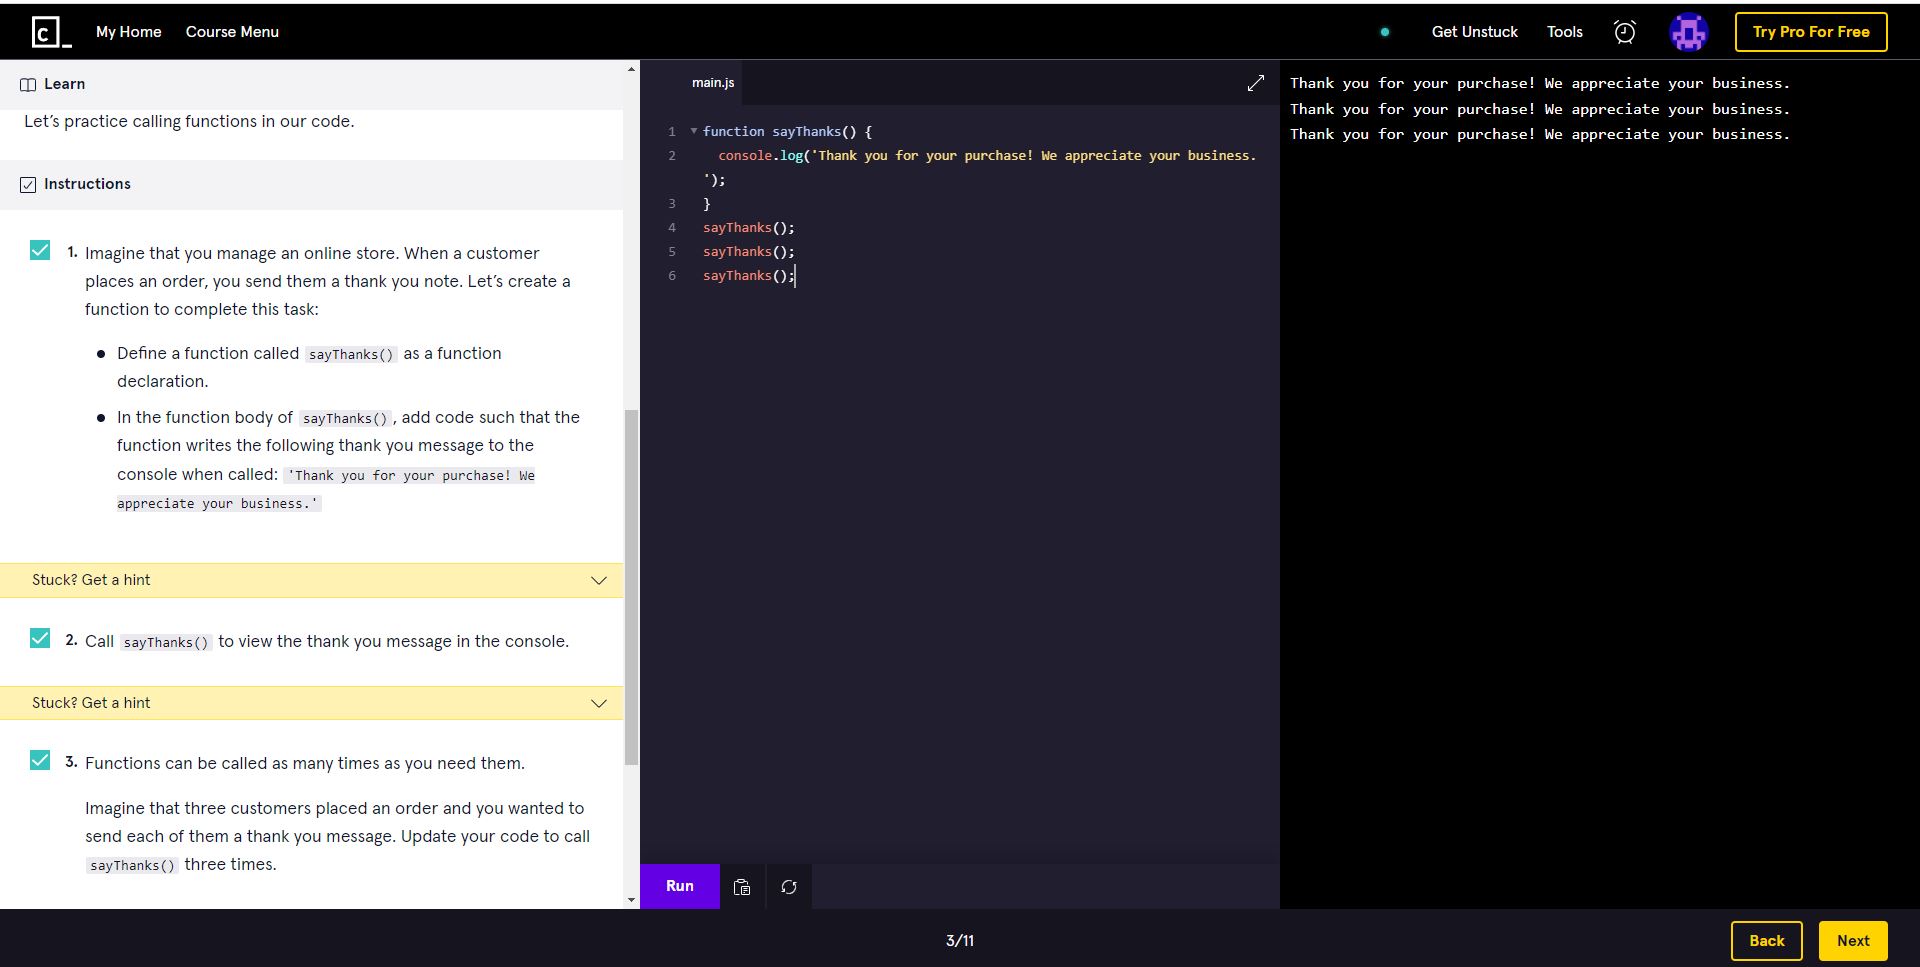 c_
My Home
Course Menu
Get Unstuck
Tools
Try Pro For Free
Learn
Let’s practice calling functions in our code.
Instructions
1. Imagine that you manage an online store. When a customer
places an order, you send them a thank you note. Let’s create a
function to complete this task:
● Define a function called sayThanks() as a function
declaration.
● In the function body of sayThanks(), add code such that the
function writes the following thank you message to the
console when called: 'Thank you for your purchase! We
appreciate your business.'
Stuck? Get a hint
2. Call sayThanks() to view the thank you message in the console.
Stuck? Get a hint
3. Functions can be called as many times as you need them.
Imagine that three customers placed an order and you wanted to
send each of them a thank you message. Update your code to call
sayThanks() three times.
main.js
1 function sayThanks() {
2 console.log('Thank you for your purchase! We appreciate your business.
');
3 }
4 sayThanks();
5 sayThanks();
6 sayThanks();
Run
Thank you for your purchase! We appreciate your business.
Thank you for your purchase! We appreciate your business.
Thank you for your purchase! We appreciate your business.
3/11
Back
Next